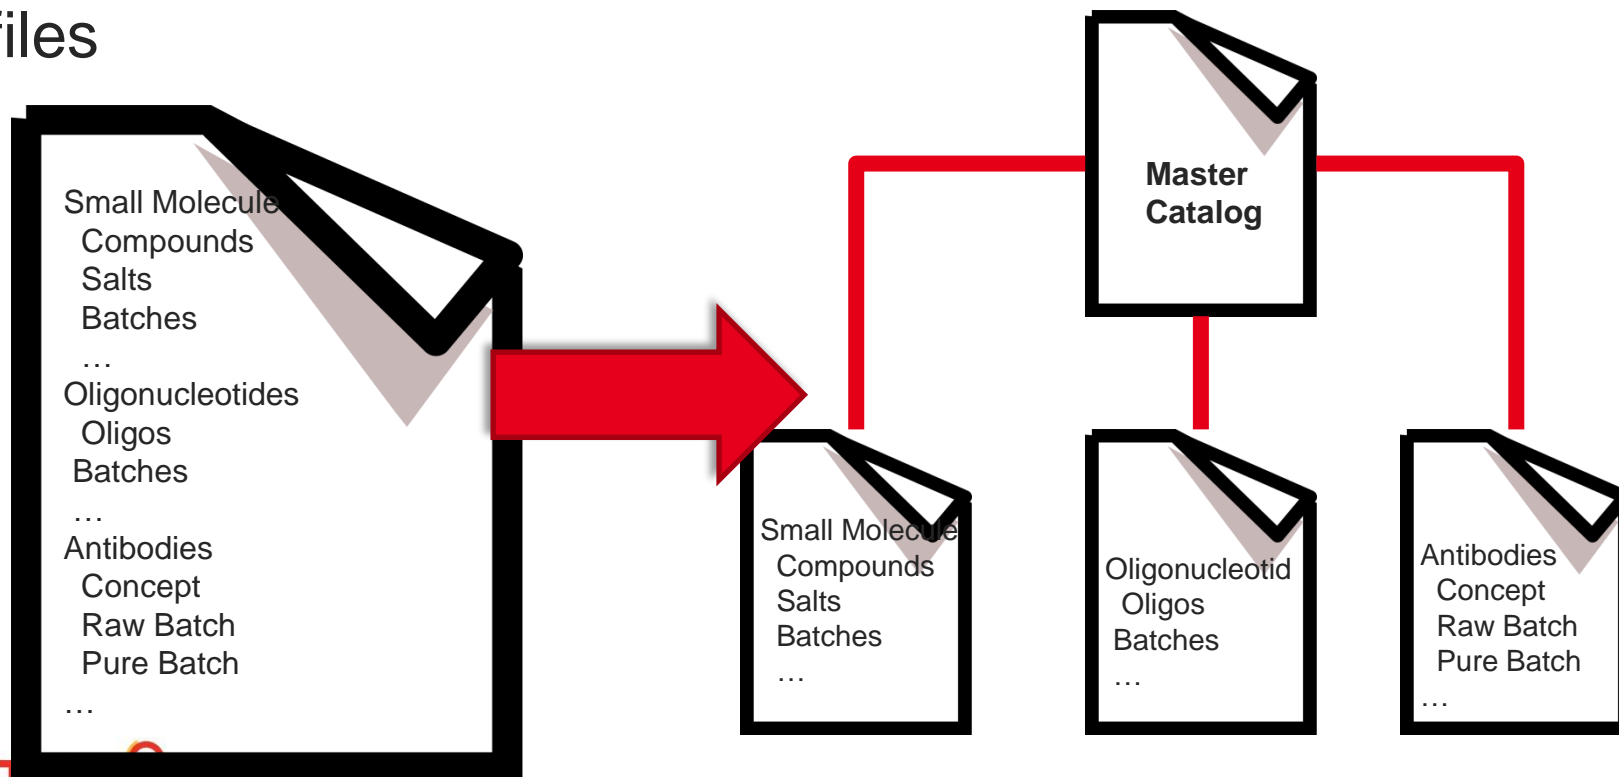 files
Small Molecule
Compounds
Salts
Batches
…
Oligonucleotides
Oligos
Batches
…
Antibodies
Concept
Raw Batch
Pure Batch
…
Master
Catalog
Small Molecule
Compounds
Salts
Batches
…
Oligonucleotid
Oligos
Batches
…
Antibodies
Concept
Raw Batch
Pure Batch
…